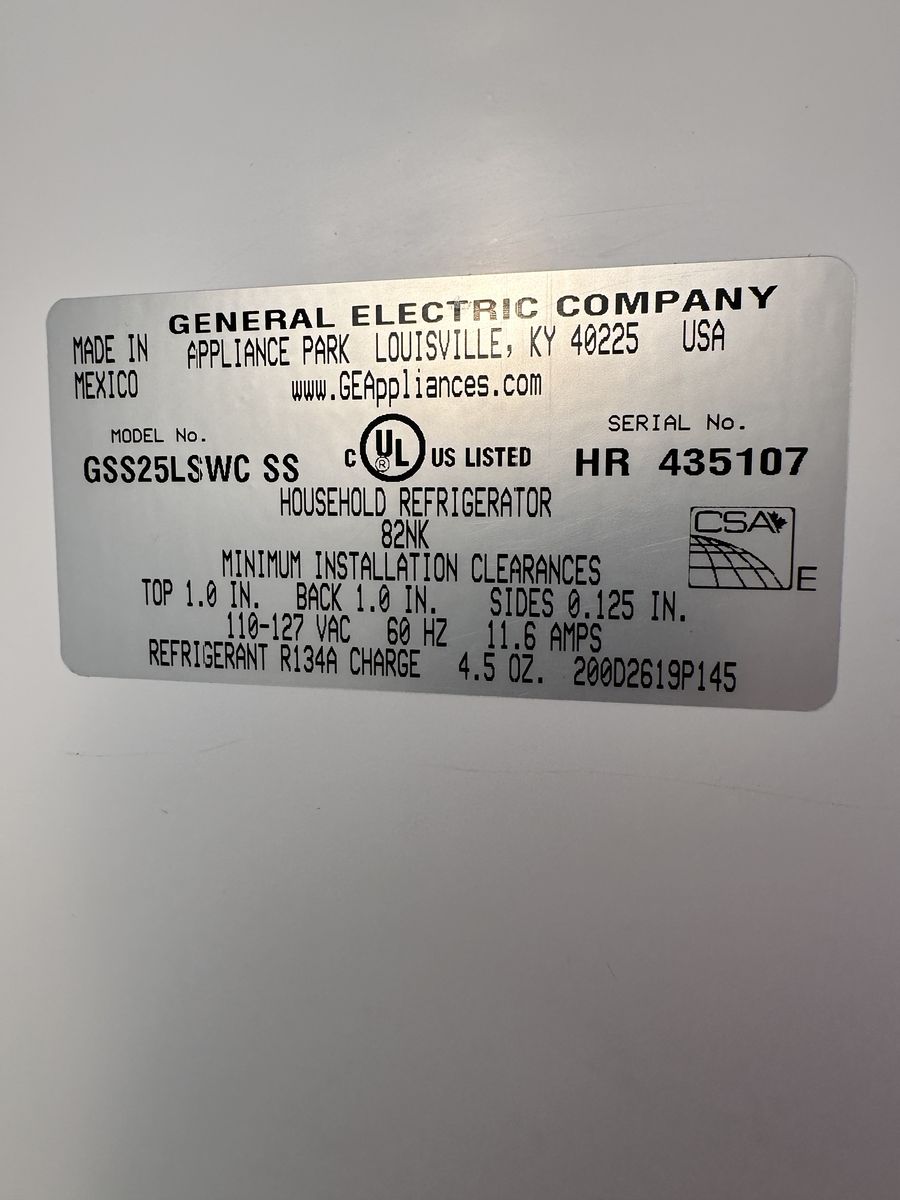 GENERAL ELECTRIC COMPANY
MADE IN MEXICO
APPLIANCE PARK LOUISVILLE, KY 40225 USA
www.GEAppliances.com
MODEL No.
GSS25LSWC SS
C UL ® US LISTED
SERIAL No.
HR 435107
HOUSEHOLD REFRIGERATOR
82NK
CSA E
MINIMUM INSTALLATION CLEARANCES
TOP 1.0 IN. BACK 1.0 IN. SIDES 0.125 IN.
110-127 VAC 60 HZ 11.6 AMPS
REFRIGERANT R134A CHARGE 4.5 OZ. 200D2619P145